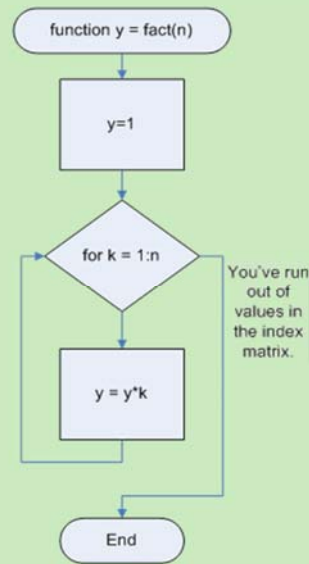 function y = fact(n)
y=1
for k = 1:n
You've run
out of
values in
the index
matrix.
y = y*k
End